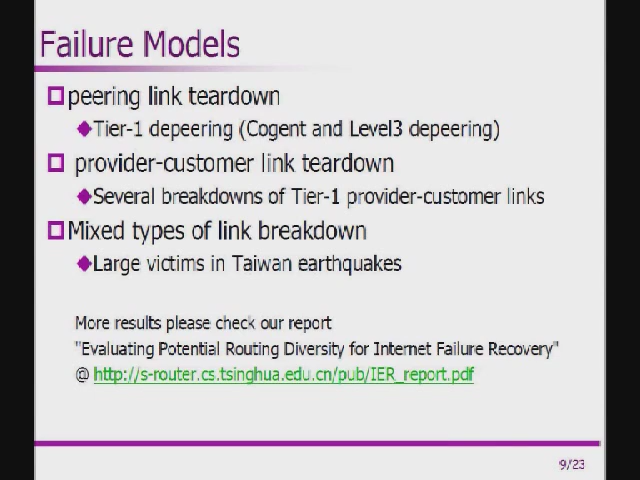 Failure Models
peering link teardown
Tier-1 depeering (Cogent and Level3 depeering)
provider-customer link teardown
Several breakdowns of Tier-1 provider-customer links
Mixed types of link breakdown
Large victims in Taiwan earthquakes
More results please check our report
"Evaluating Potential Routing Diversity for Internet Failure Recovery"
@ http://s-router.cs.tsinghua.edu.cn/pub/IER_report.pdf
9/23